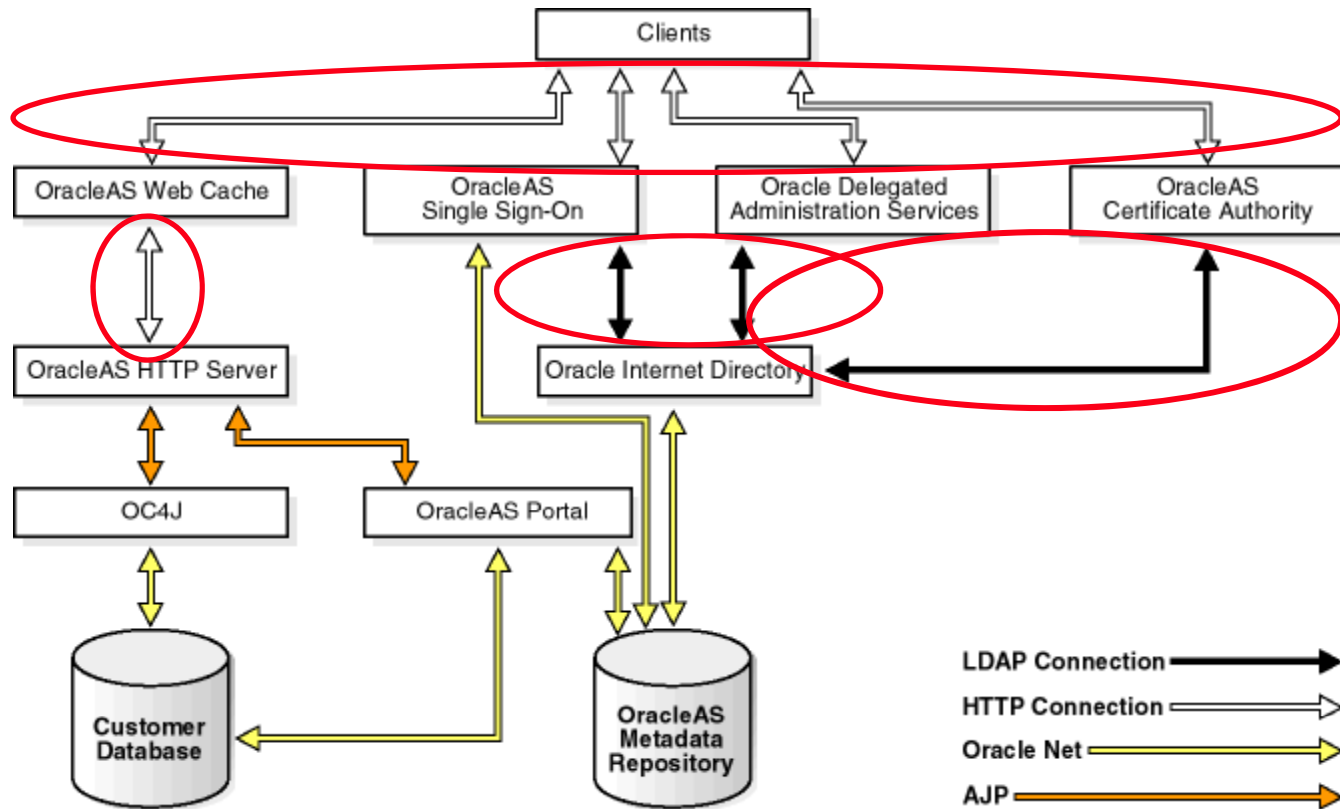 Clients
OracleAS Web Cache
OracleAS
Single Sign-On
Oracle Delegated
Administration Services
OracleAS
Certificate Authority
OracleAS HTTP Server
Oracle Internet Directory
OC4J
OracleAS Portal
Customer
Database
OracleAS
Metadata
Repository
LDAP Connection
HTTP Connection
Oracle Net
AJP